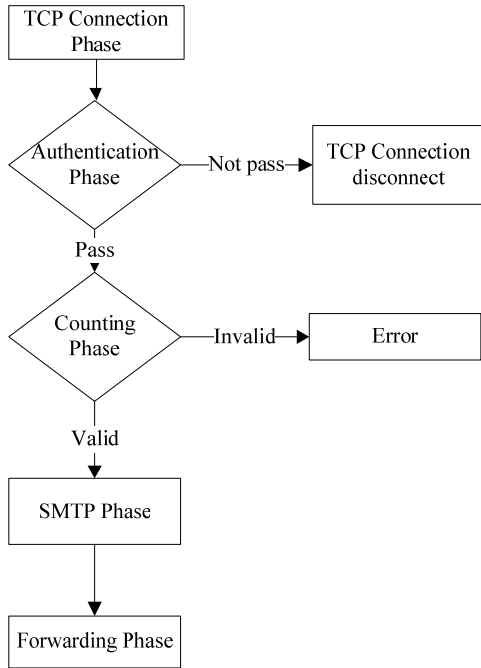 TCP Connection
Phase
Authentication
Phase
Not pass
TCP Connection
disconnect
Pass
Counting
Phase
Invalid
Error
Valid
SMTP Phase
Forwarding Phase